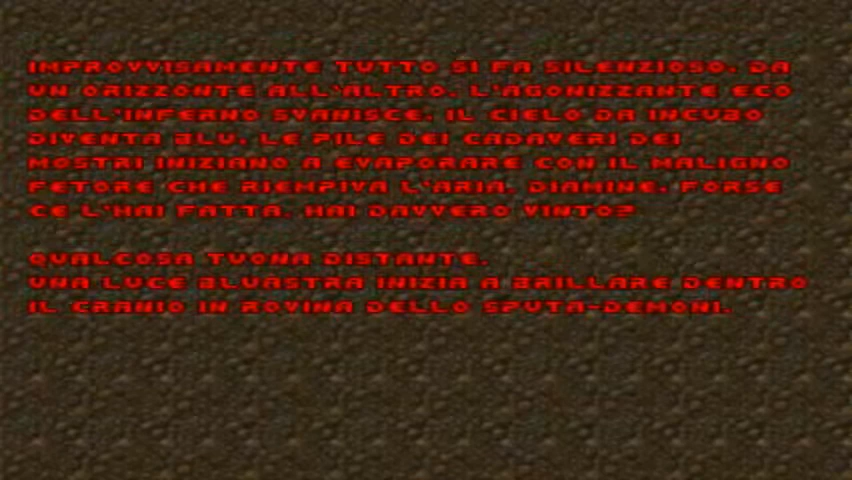 IMPROVVISAMENTE TUTTO SI FA SILENZIOSO, DA
UN ORIZZONTE ALL'ALTRO. L'AGONIZZANTE ECO
DELL'INFERNO SVANISCE, IL CIELO DA INCUBO
DIVENTA BLU, LE PILE DEI CADAVERI DEI
MOSTRI INIZIANO A EVAPORARE CON IL MALIGNO
FETORE CHE RIEMPIVA L'ARIA. DIAMINE, FORSE
CE L'HAI FATTA. HAI DAVVERO VINTO?
QUALCOSA TUONA DISTANTE.
UNA LUCE BLUASTRA INIZIA A BRILLARE DENTRO
IL CRANIO IN ROVINA DELLO SPUTA-DEMONI.